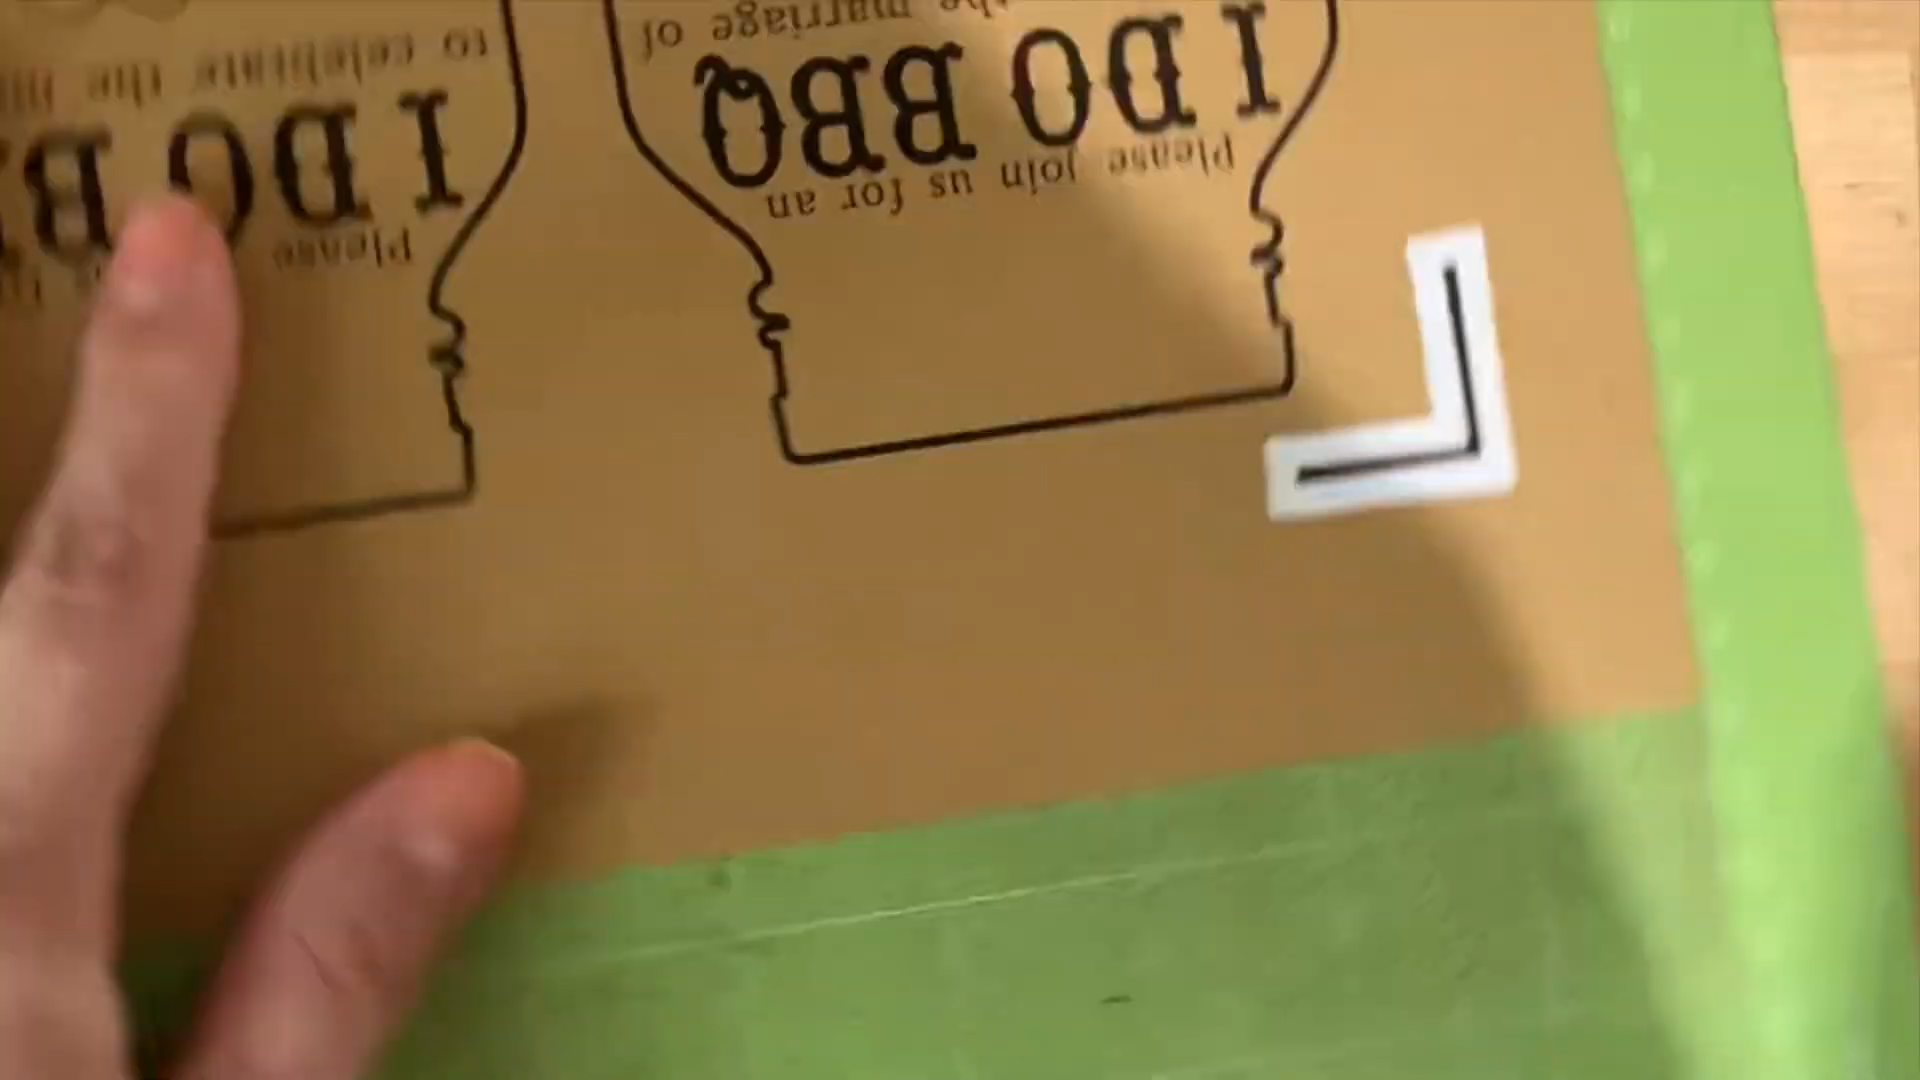 Please join us for an
I DO BBQ
the marriage of
Please
I DO B
to celebrate the